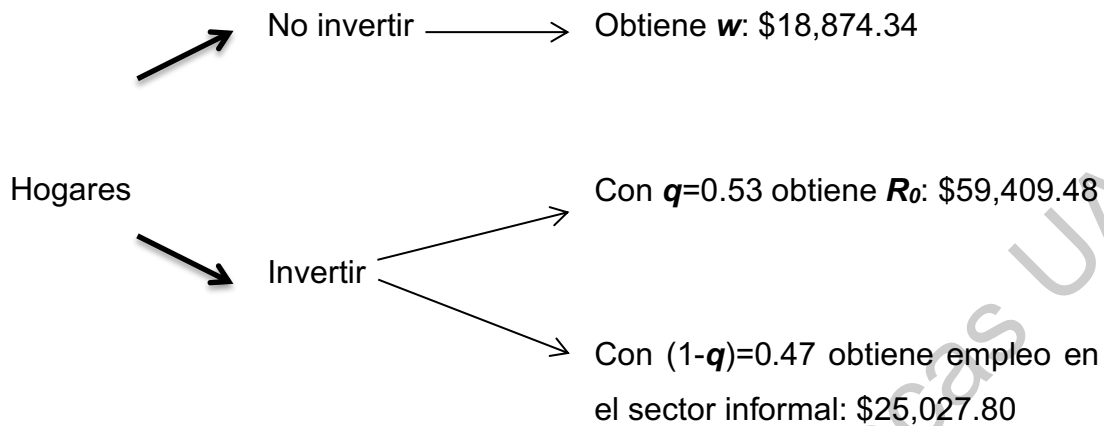 No invertir
Obtiene w: $18,874.34
Hogares
Con q=0.53 obtiene R0: $59,409.48
Invertir
Con (1-q)=0.47 obtiene empleo en
el sector informal: $25,027.80